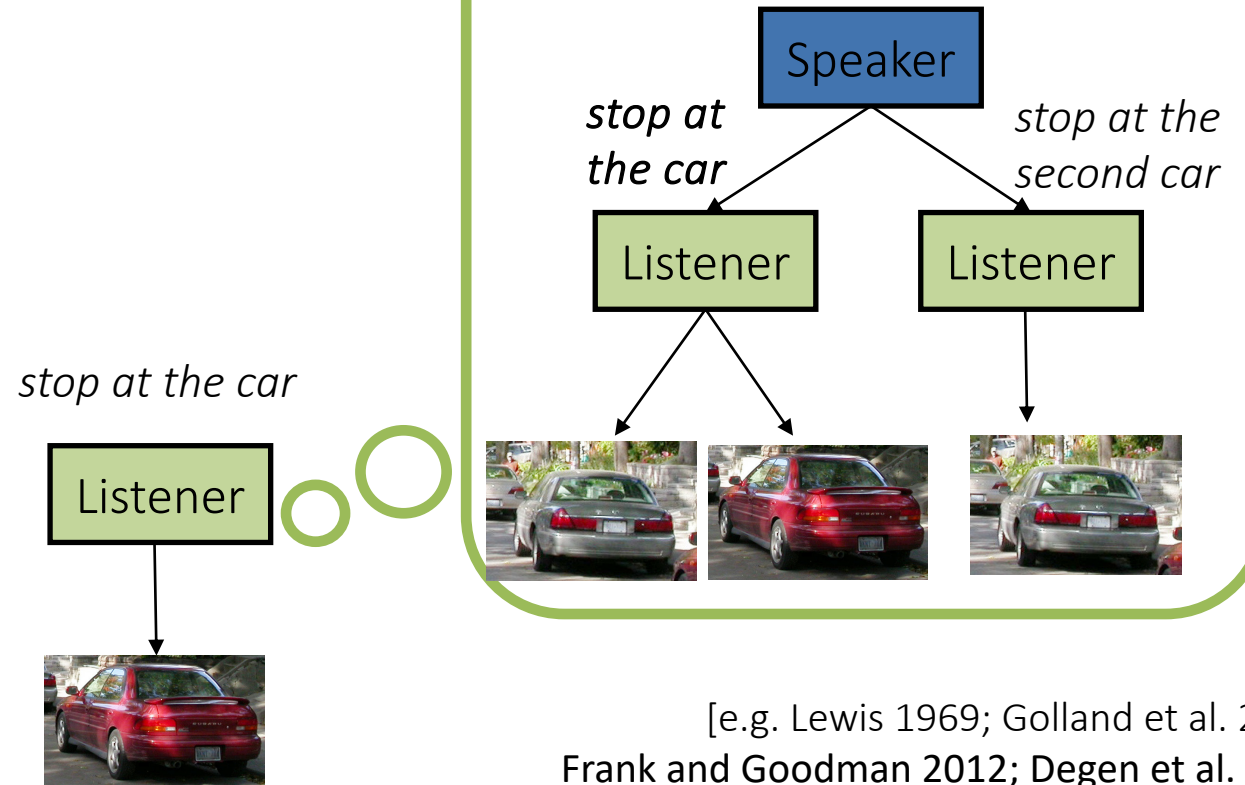 Speaker
stop at
the car
stop at the
second car
Listener
Listener
stop at the car
Listener
[e.g. Lewis 1969; Golland et al.
Frank and Goodman 2012; Degen et al.